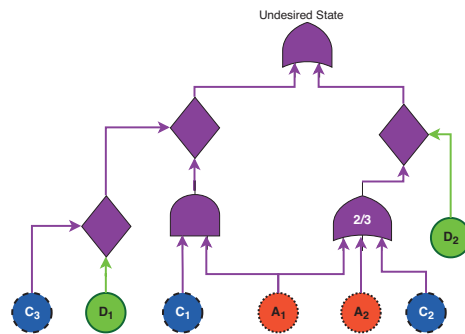 Undesired State
2/3
D₂
C₃
D₁
C₁
A₁
A₂
C₂